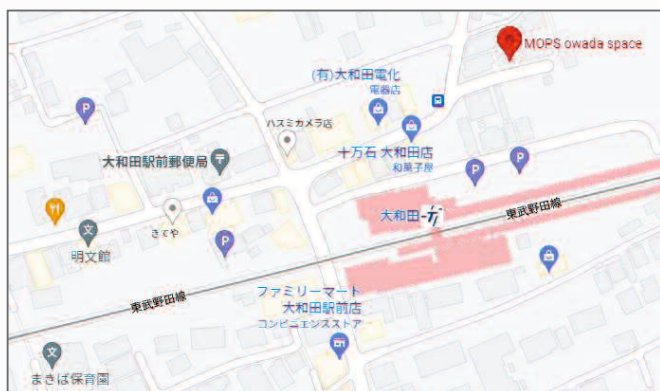 MOPS owada space
(有)大和田電化
電器店
ハスミカメラ店
十万石 大和田店
和菓子屋
大和田駅前郵便局
P
P
P
大和田
東武野田線
きてや
P
文
明文館
ファミリーマート
大和田駅前店
コンビニエンスストア
東武野田線
文
まきば保育園